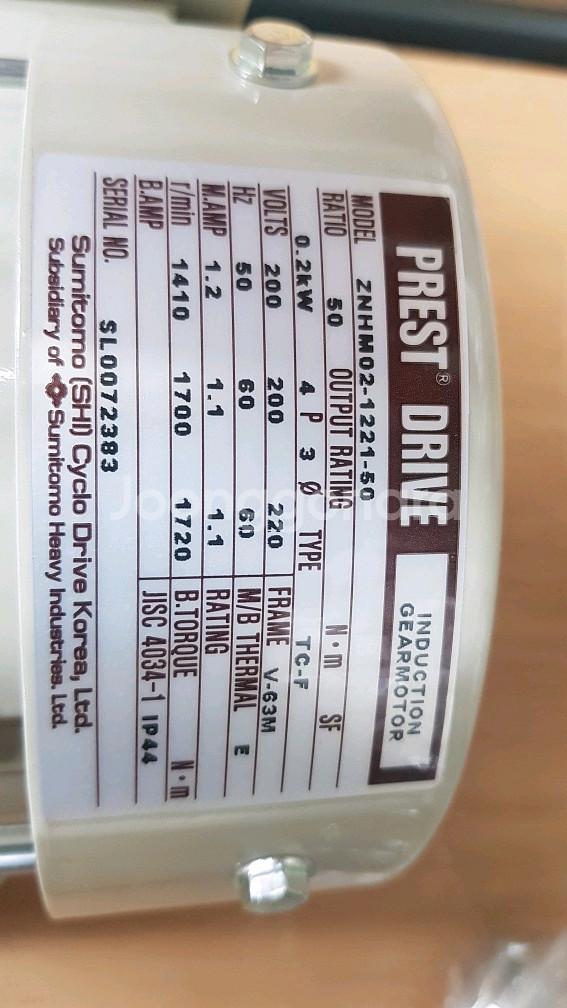 PREST® DRIVE INDUCTION GEARMOTOR
MODEL ZNHM02-1221-50
RATIO 50 OUTPUT RATING N·m SF
0.2kW 4 P 3 Ø TYPE TC-F
VOLTS 200 200 220 FRAME V-63M
Hz 50 60 60 M/B THERMAL E
M.AMP 1.2 1.1 1.1 RATING
r/min 1410 1700 1720 B.TORQUE N·m
B.AMP JISC 4034-1 IP44
SERIAL NO. SL0072383
Sumitomo (SHI) Cyclo Drive Korea, Ltd.
Subsidiary of Sumitomo Heavy Industries, Ltd.
Joonggonara